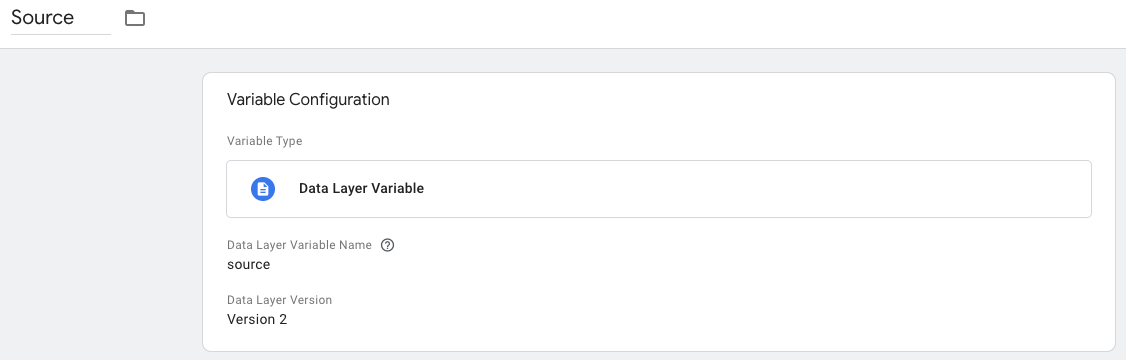 Source
Variable Configuration
Variable Type
Data Layer Variable
Data Layer Variable Name
source
Data Layer Version
Version 2